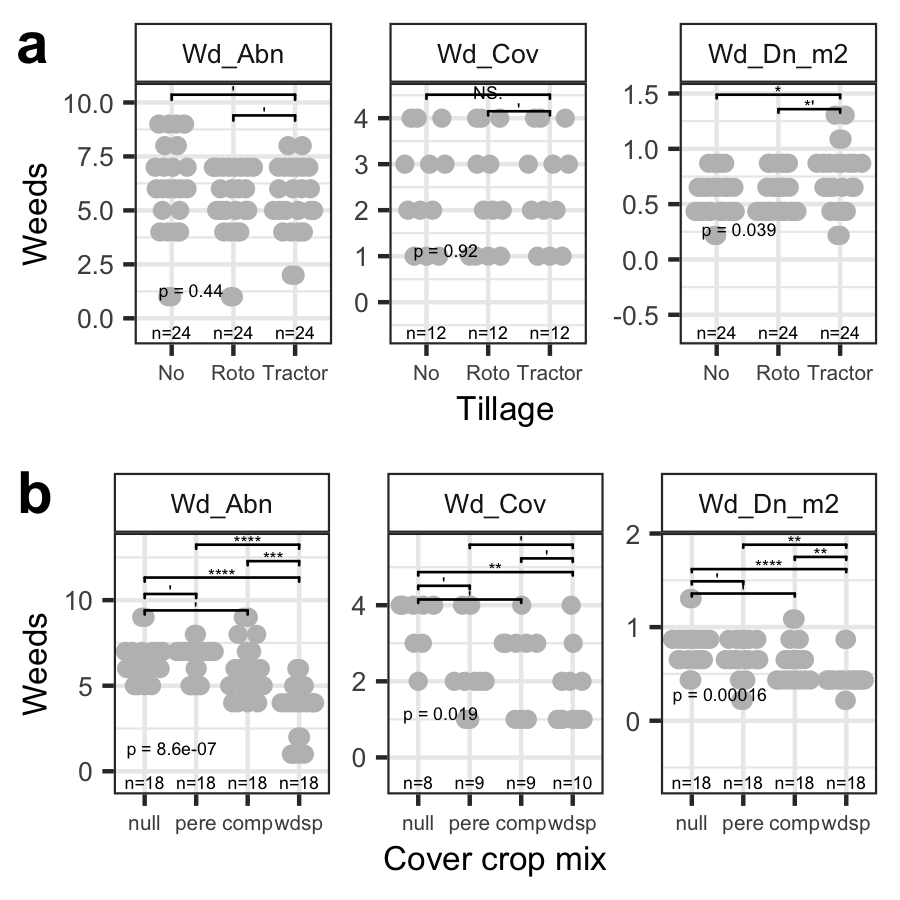 a
Wd_Abn Wd_Cov Wd_Dn_m2
Weeds
10.0
7.5
5.0
2.5
0.0
'
'
p = 0.44
n=24 n=24 n=24
No Roto Tractor
4
3
2
1
0
NS.
'
p = 0.92
n=12 n=12 n=12
No Roto Tractor
1.5
1.0
0.5
0.0
-0.5
*
*'
p = 0.039
n=24 n=24 n=24
No Roto Tractor
Tillage
b
Wd_Abn Wd_Cov Wd_Dn_m2
Weeds
10
5
0
****
***
****
'
'
p = 8.6e-07
n=18 n=18 n=18 n=18
null pere comp wdsp
4
2
0
'
'
**
'
'
p = 0.019
n=8 n=9 n=9 n=10
null pere comp wdsp
2
1
0
**
**
****
'
'
p = 0.00016
n=18 n=18 n=18 n=18
null pere comp wdsp
Cover crop mix